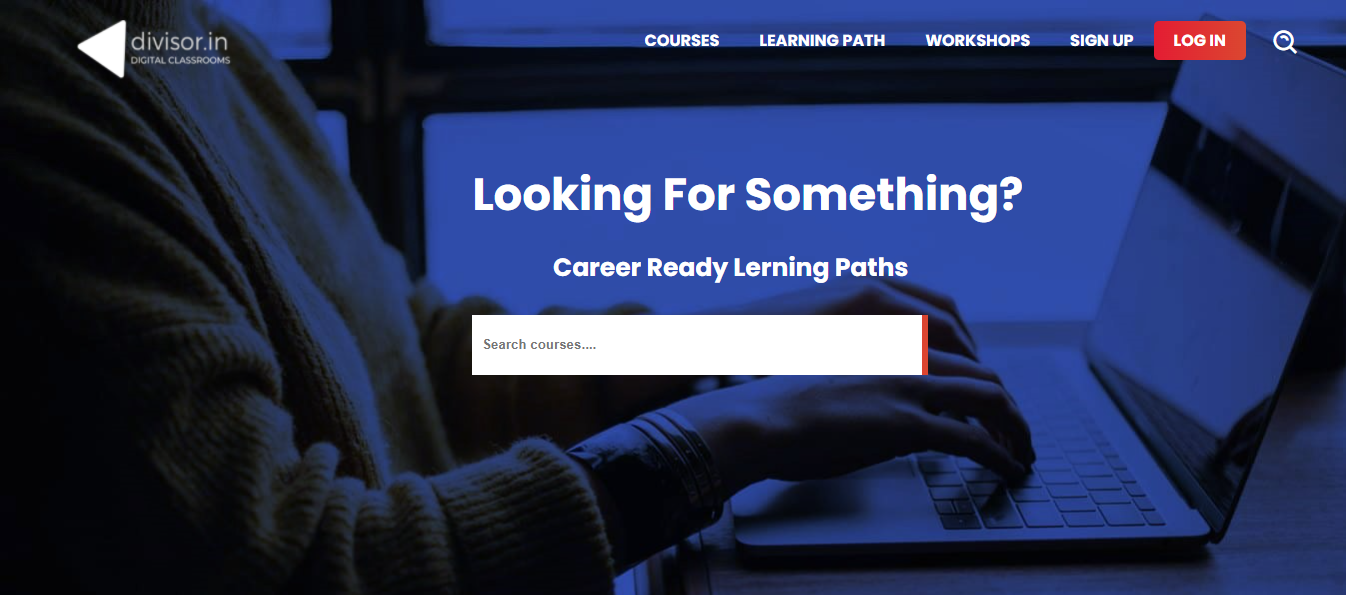 divisor.in
DIGITAL CLASSROOMS
COURSES
LEARNING PATH
WORKSHOPS
SIGN UP
LOG IN
Looking For Something?
Career Ready Lerning Paths
Search courses....